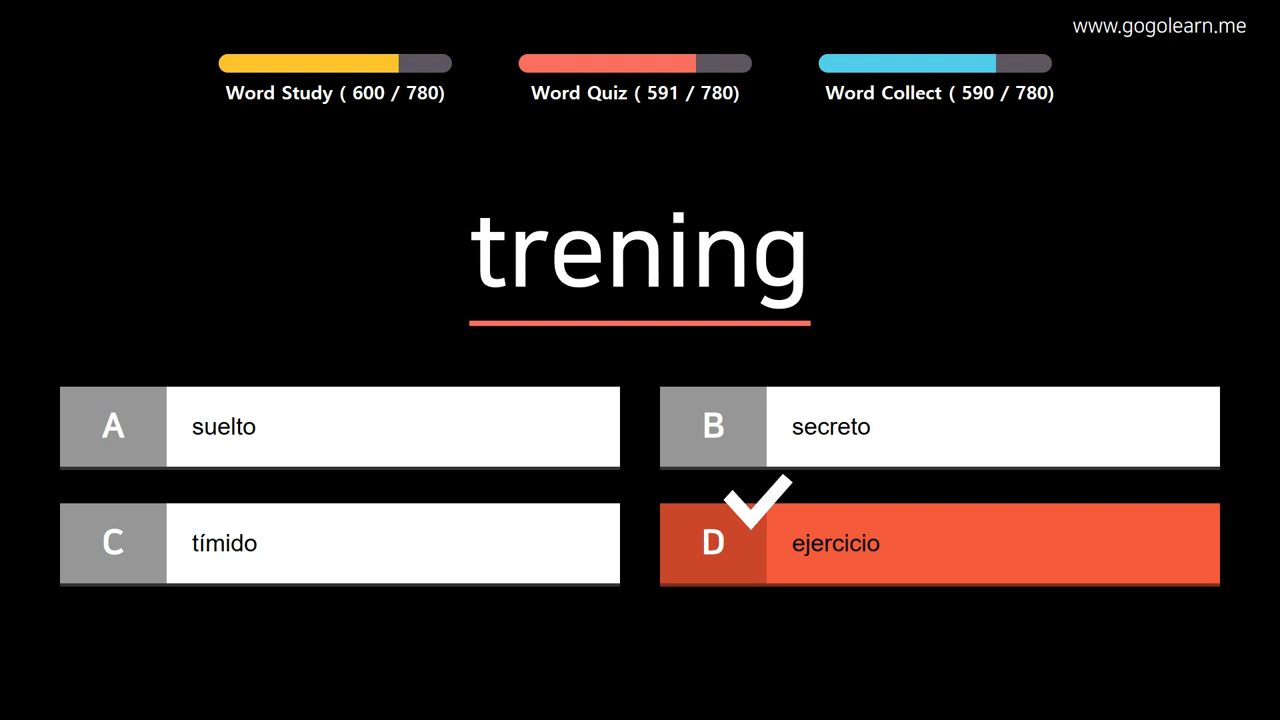 www.gogolearn.me
Word Study ( 600 / 780)
Word Quiz ( 591 / 780)
Word Collect ( 590 / 780)
trening
A suelto
B secreto
C tímido
D ejercicio